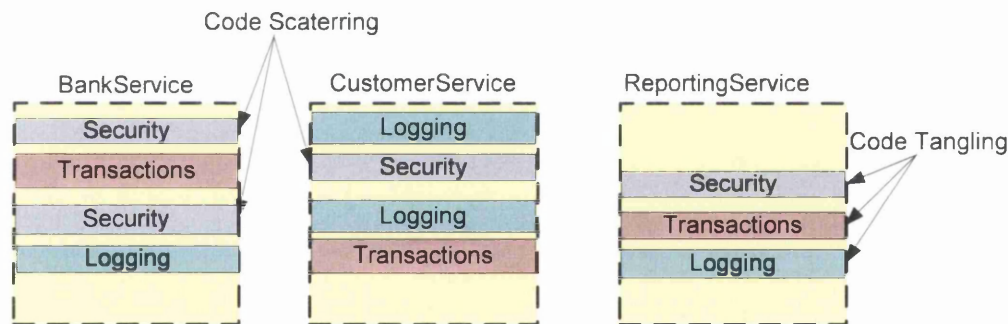 Code Scaterring
BankService
CustomerService
ReportingService
Security
Transactions
Security
Logging
Logging
Security
Logging
Transactions
Security
Transactions
Logging
Code Tangling